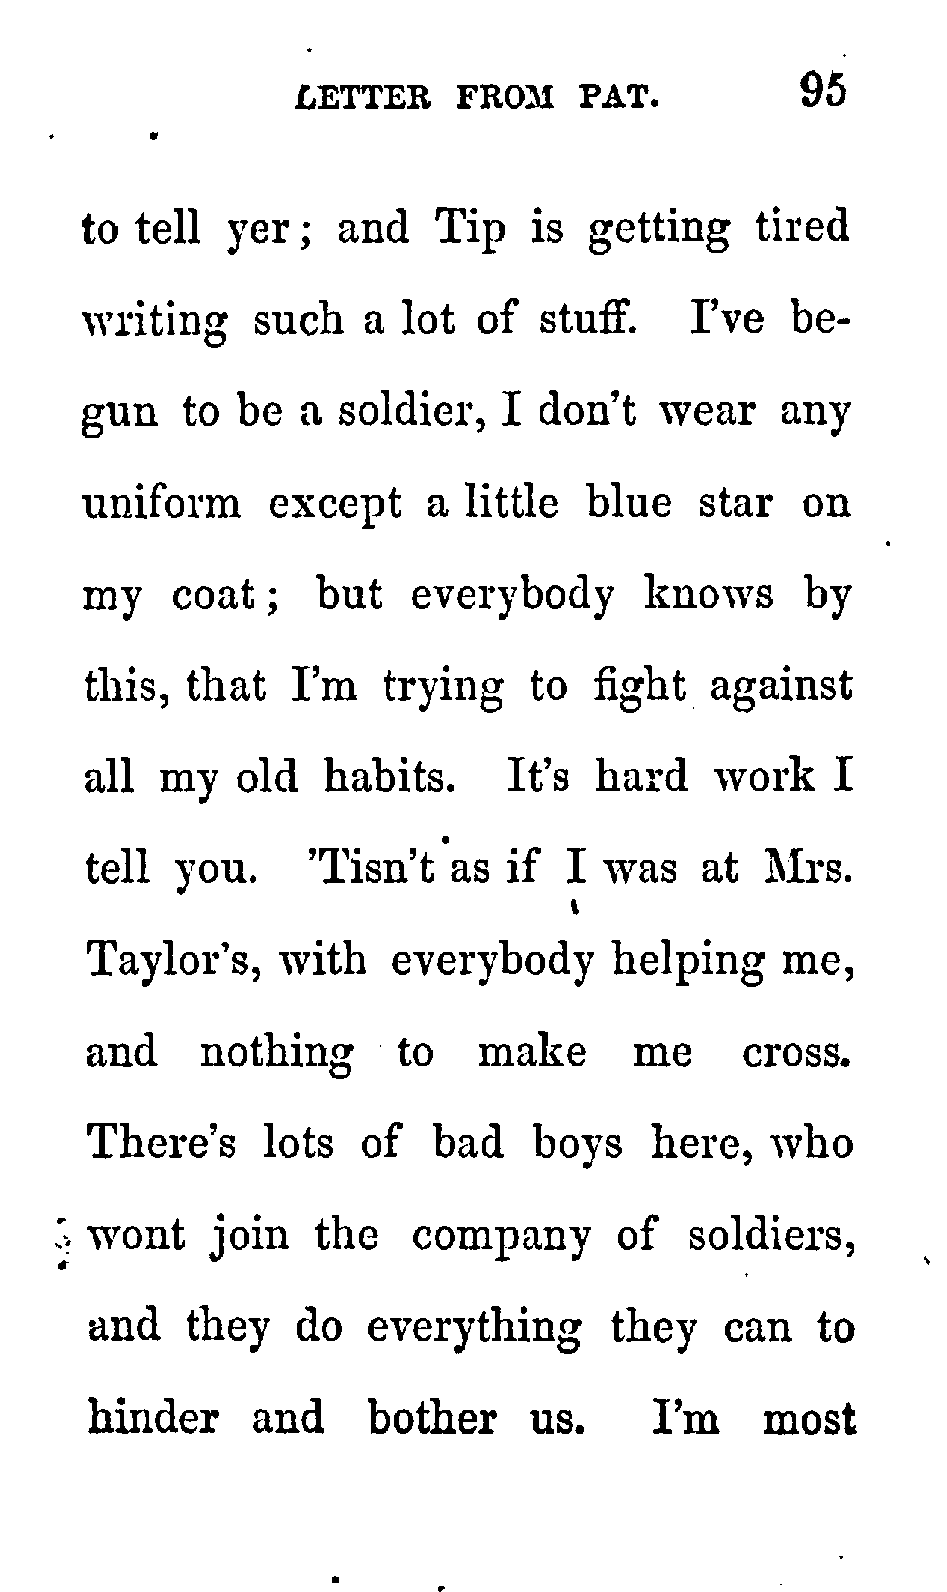 LETTER FROM PAT. 95
to tell yer; and Tip is getting tired
writing such a lot of stuff. I've be-
gun to be a soldier, I don't wear any
uniform except a little blue star on
my coat; but everybody knows by
this, that I'm trying to fight against
all my old habits. It's hard work I
tell you. 'Tisn't as if I was at Mrs.
Taylor's, with everybody helping me,
and nothing to make me cross.
There's lots of bad boys here, who
wont join the company of soldiers,
and they do everything they can to
hinder and bother us. I'm most